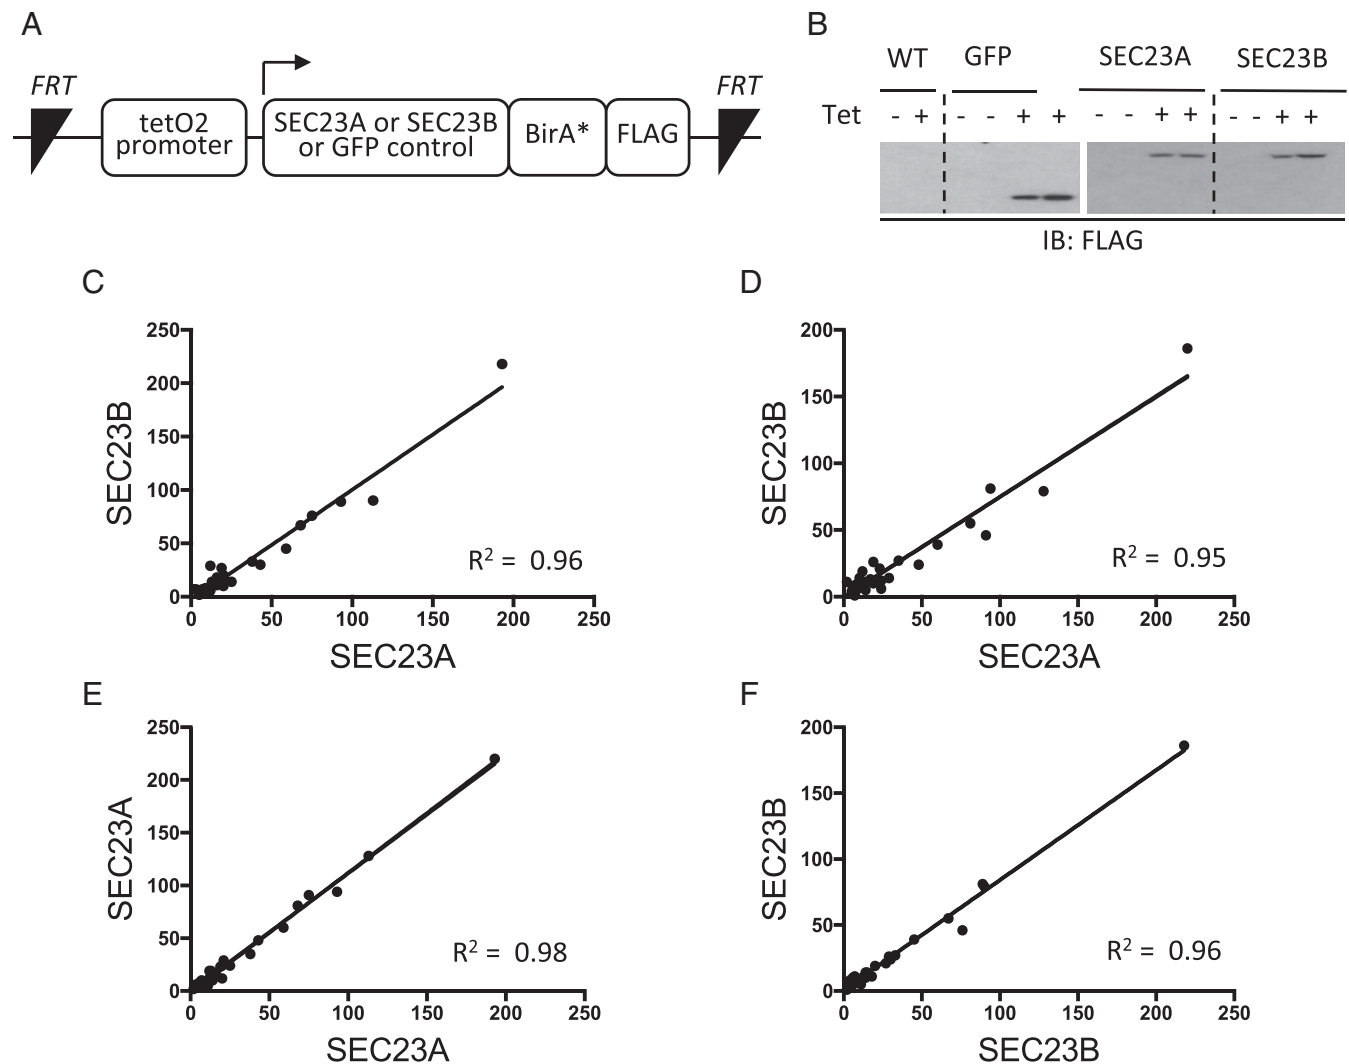 A
FRT
FRT
tetO2
promoter
SEC23A or SEC23B
or GFP control
BirA*
FLAG
B
WT
GFP
SEC23A
SEC23B
Tet
- + - - + + - - + + - - + +
IB: FLAG
C
250
200
150
100
50
0
0 50 100 150 200 250
SEC23B
SEC23A
R² = 0.96
D
200
150
100
50
0
0 50 100 150 200 250
SEC23B
SEC23A
R² = 0.95
E
250
200
150
100
50
0
0 50 100 150 200 250
SEC23A
SEC23A
R² = 0.98
F
200
150
100
50
0
0 50 100 150 200 250
SEC23B
SEC23B
R² = 0.96